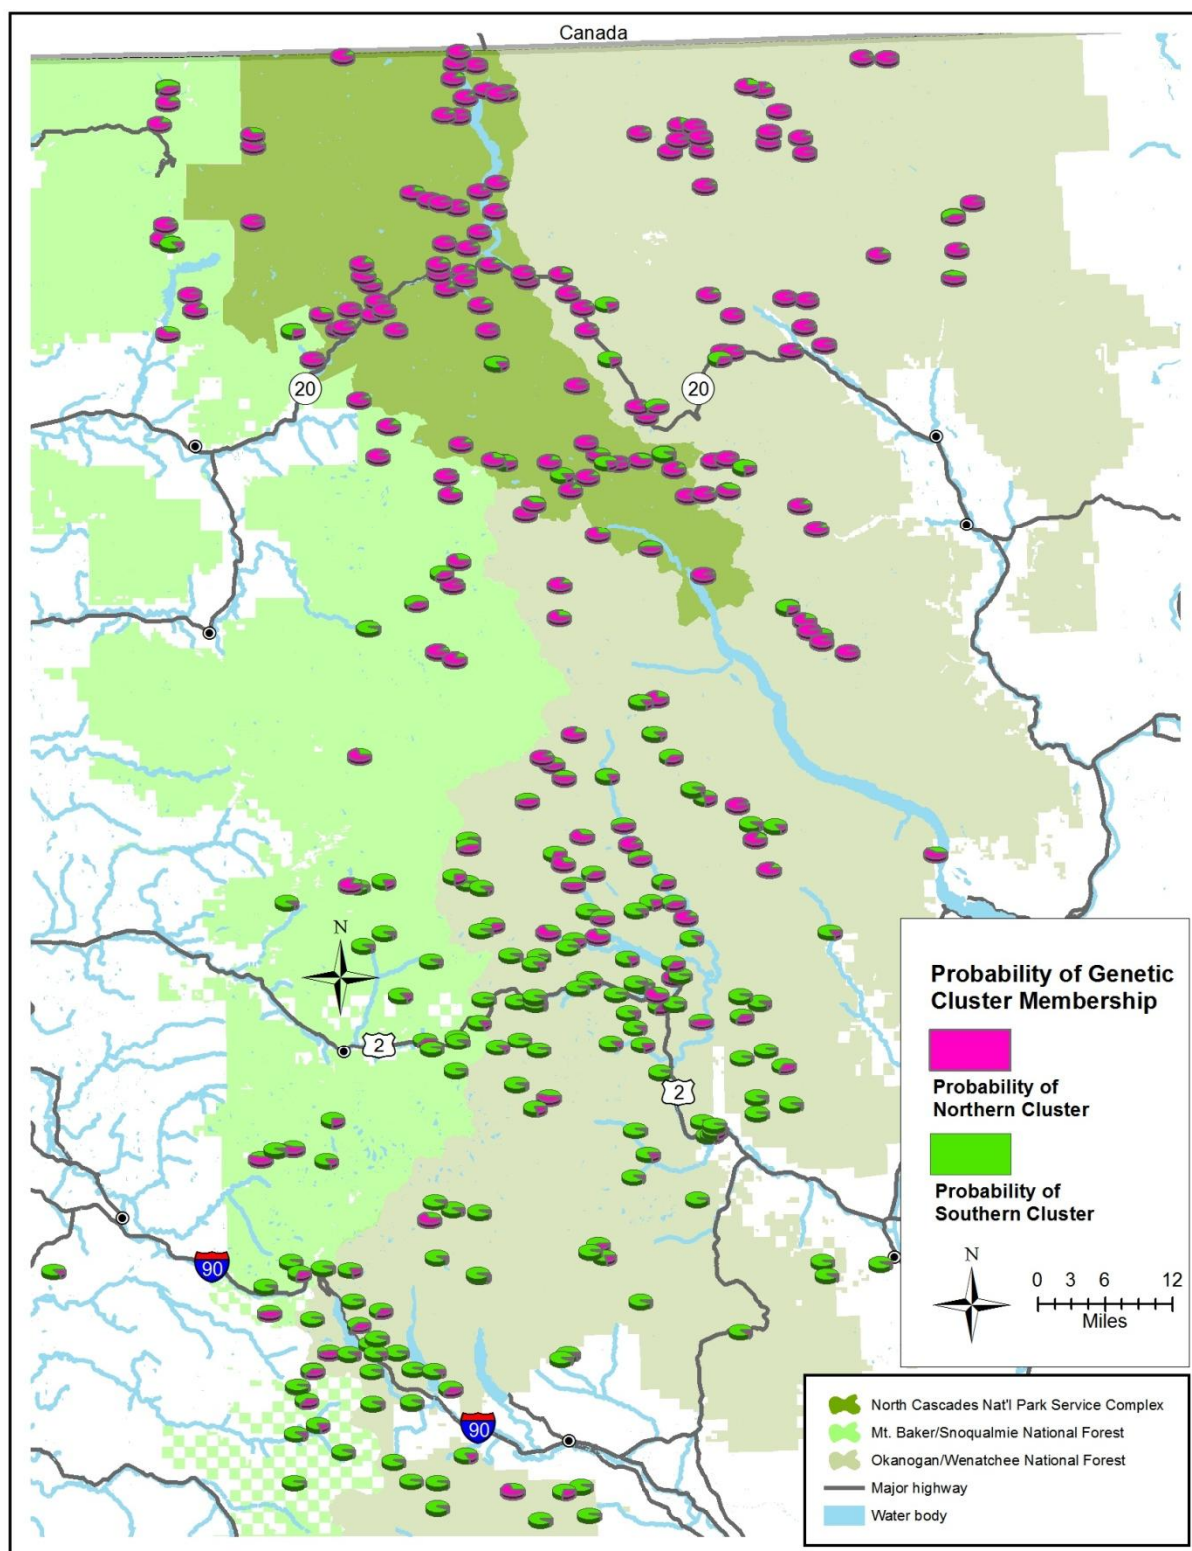 Canada
20
20
N
2
2
90
90
Probability of Genetic
Cluster Membership
Probability of
Northern Cluster
Probability of
Southern Cluster
N
0 3 6 12
Miles
North Cascades Nat'l Park Service Complex
Mt. Baker/Snoqualmie National Forest
Okanogan/Wenatchee National Forest
Major highway
Water body